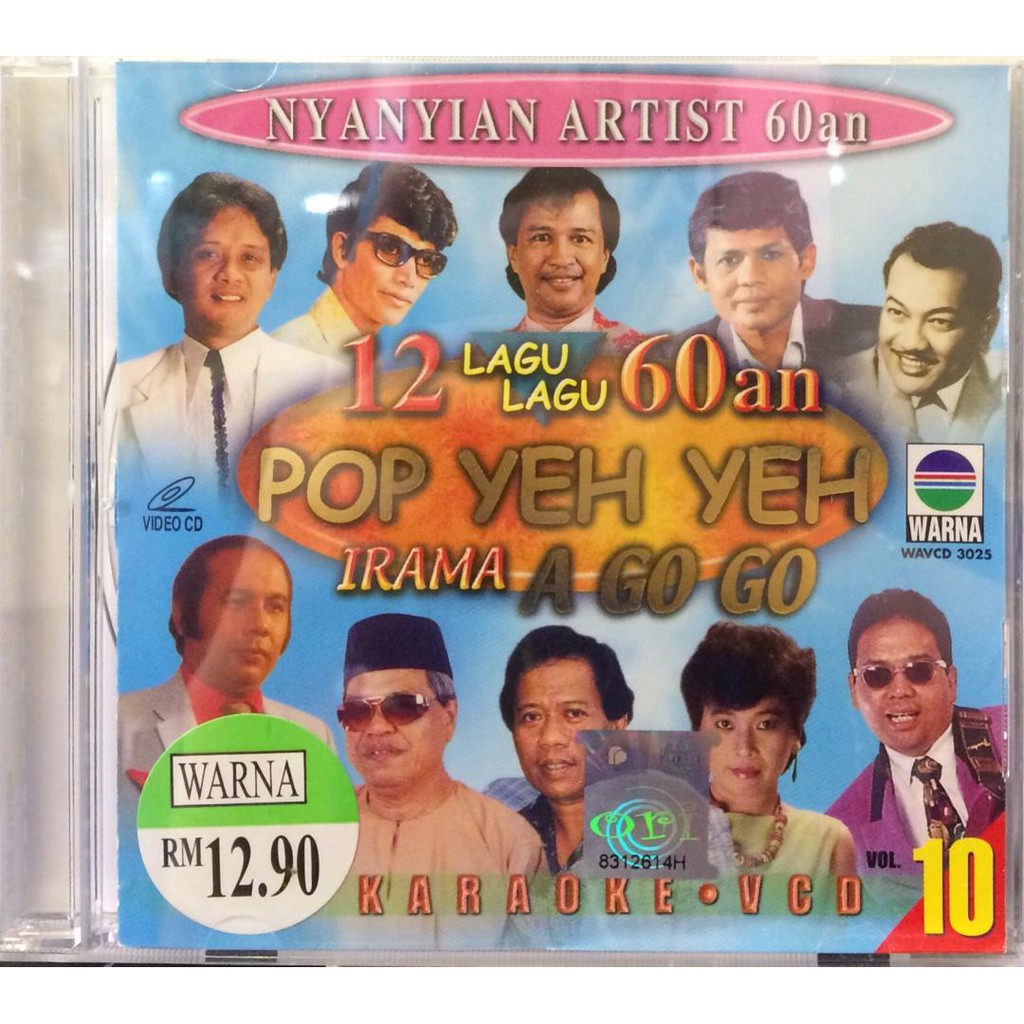 NYANYIAN ARTIST 60an
12 LAGU LAGU 60an
POP YEH YEH
IRAMA A GO GO
VIDEO CD
WARNA
WAVCD 3025
WARNA
RM12.90
ori
8312614H
KARAOKE • VCD
VOL. 10